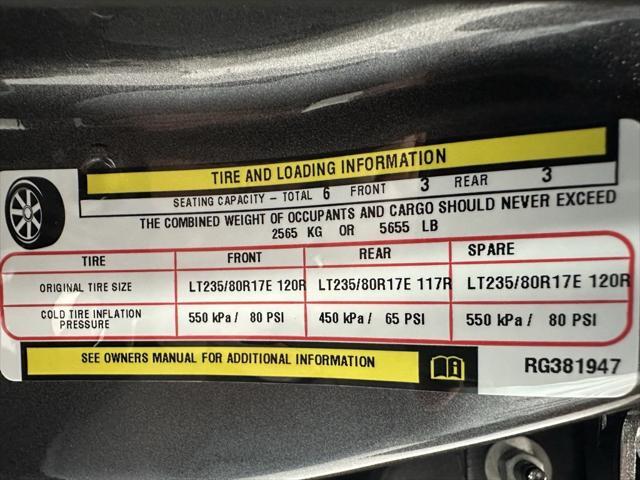 TIRE AND LOADING INFORMATION
SEATING CAPACITY - TOTAL 6 FRONT 3 REAR 3
THE COMBINED WEIGHT OF OCCUPANTS AND CARGO SHOULD NEVER EXCEED
2565 KG OR 5655 LB
TIRE FRONT REAR SPARE
ORIGINAL TIRE SIZE LT235/80R17E 120R LT235/80R17E 117R LT235/80R17E 120R
COLD TIRE INFLATION
PRESSURE 550 kPa / 80 PSI 450 kPa / 65 PSI 550 kPa / 80 PSI
SEE OWNERS MANUAL FOR ADDITIONAL INFORMATION
RG381947